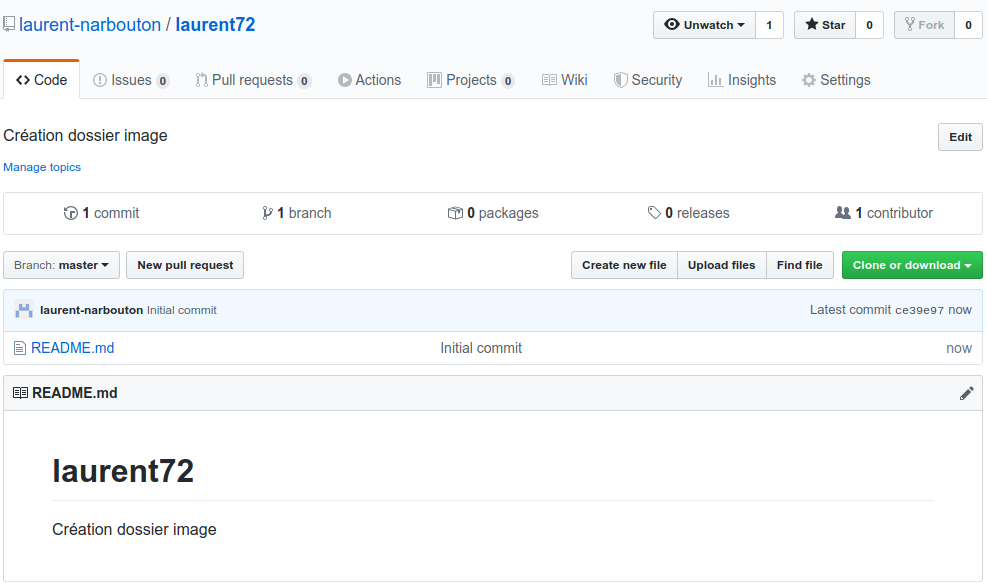 laurent-narbouton / laurent72
Unwatch 1 Star 0 Fork 0
Code Issues 0 Pull requests 0 Actions Projects 0 Wiki Security Insights Settings
Création dossier image
Edit
Manage topics
1 commit 1 branch 0 packages 0 releases 1 contributor
Branch: master New pull request Create new file Upload files Find file Clone or download
laurent-narbouton Initial commit Latest commit ce39e97 now
README.md Initial commit now
README.md
laurent72
Création dossier image